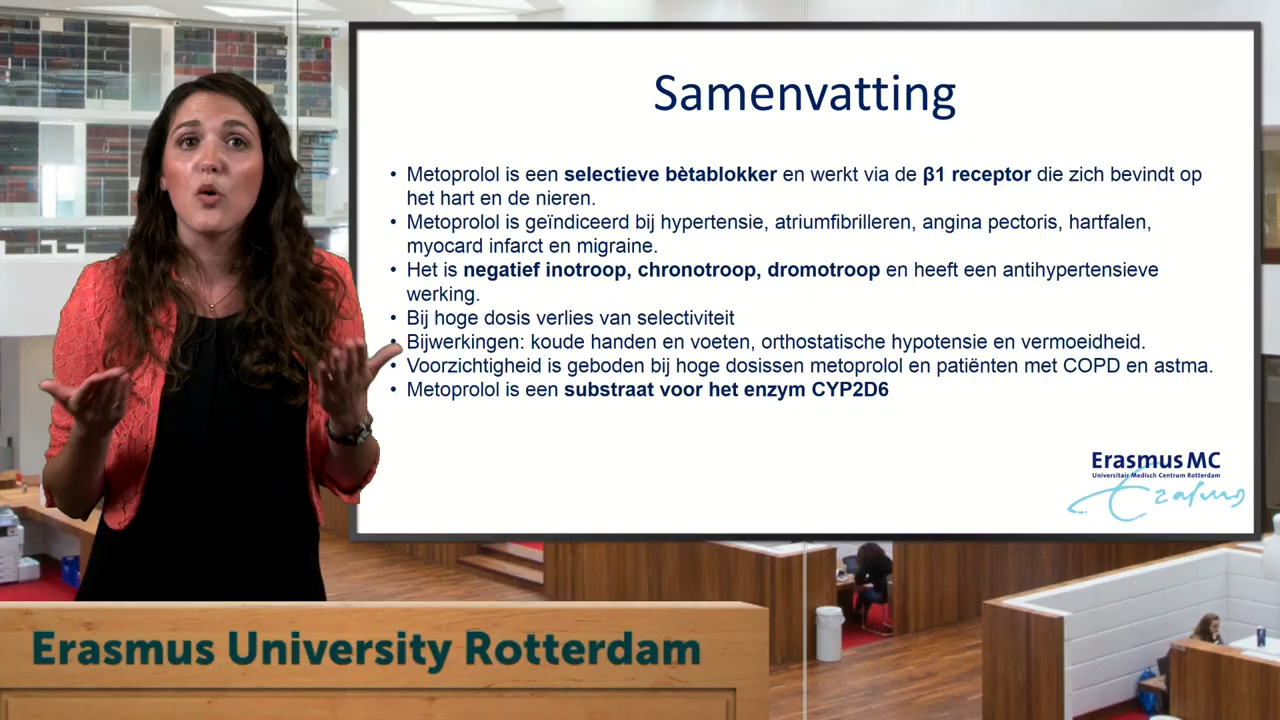 Samenvatting
• Metoprolol is een selectieve bètablokker en werkt via de β1 receptor die zich bevindt op
het hart en de nieren.
• Metoprolol is geïndiceerd bij hypertensie, atriumfibrilleren, angina pectoris, hartfalen,
myocard infarct en migraine.
• Het is negatief inotroop, chronotroop, dromotroop en heeft een antihypertensieve
werking.
• Bij hoge dosis verlies van selectiviteit
• Bijwerkingen: koude handen en voeten, orthostatische hypotensie en vermoeidheid.
• Voorzichtigheid is geboden bij hoge dosissen metoprolol en patiënten met COPD en astma.
• Metoprolol is een substraat voor het enzym CYP2D6
Erasmus MC
Universitair Medisch Centrum Rotterdam
Erasmus
Erasmus University Rotterdam